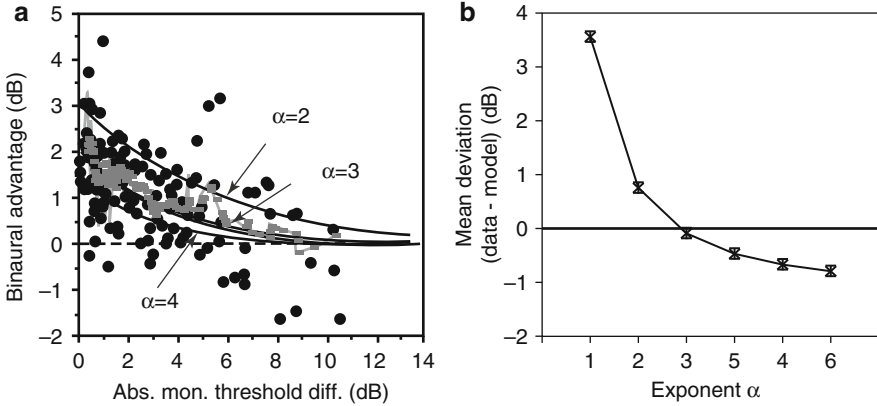 a
Binaural advantage (dB)
5
4
3
2
1
0
−1
−2
α=2
α=3
α=4
0 2 4 6 8 10 12 14
Abs. mon. threshold diff. (dB)
b
Mean deviation
(data - model) (dB)
4
3
2
1
0
−1
−2
1 2 3 5 4 6
Exponent α